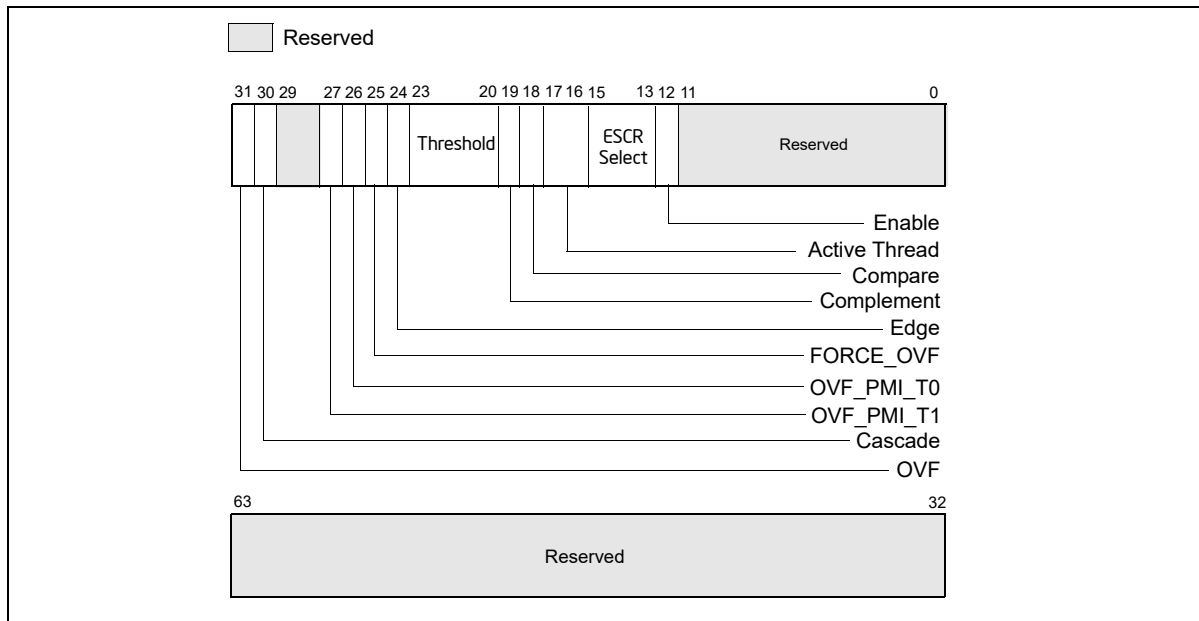 Reserved
31 30 29 27 26 25 24 23 20 19 18 17 16 15 13 12 11 0
Threshold
ESCR
Select
Reserved
Enable
Active Thread
Compare
Complement
Edge
FORCE_OVF
OVF_PMI_T0
OVF_PMI_T1
Cascade
OVF
63 32
Reserved